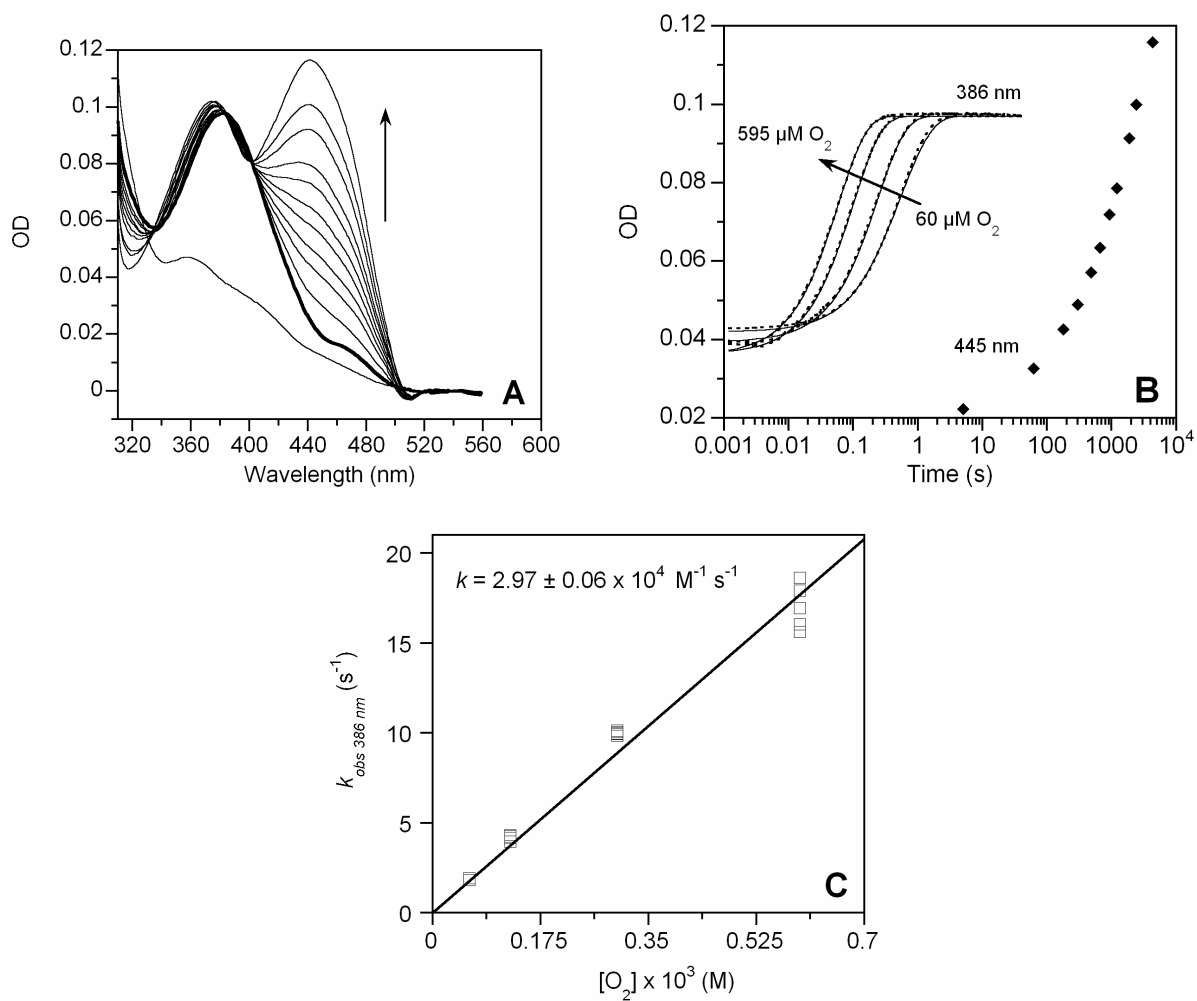 0.12
0.1
0.08
0.06
0.04
0.02
0
OD
320 360 400 440 480 520 560 600
Wavelength (nm)
A
0.12
0.1
0.08
0.06
0.04
0.02
OD
386 nm
595 µM O2
60 µM O2
445 nm
B
0.001 0.01 0.1 1 10 100 1000 10^4
Time (s)
k = 2.97 ± 0.06 x 10^4 M^-1 s^-1
20
15
10
5
0
k obs 386 nm (s^-1)
C
0 0.175 0.35 0.525 0.7
[O2] x 10^3 (M)